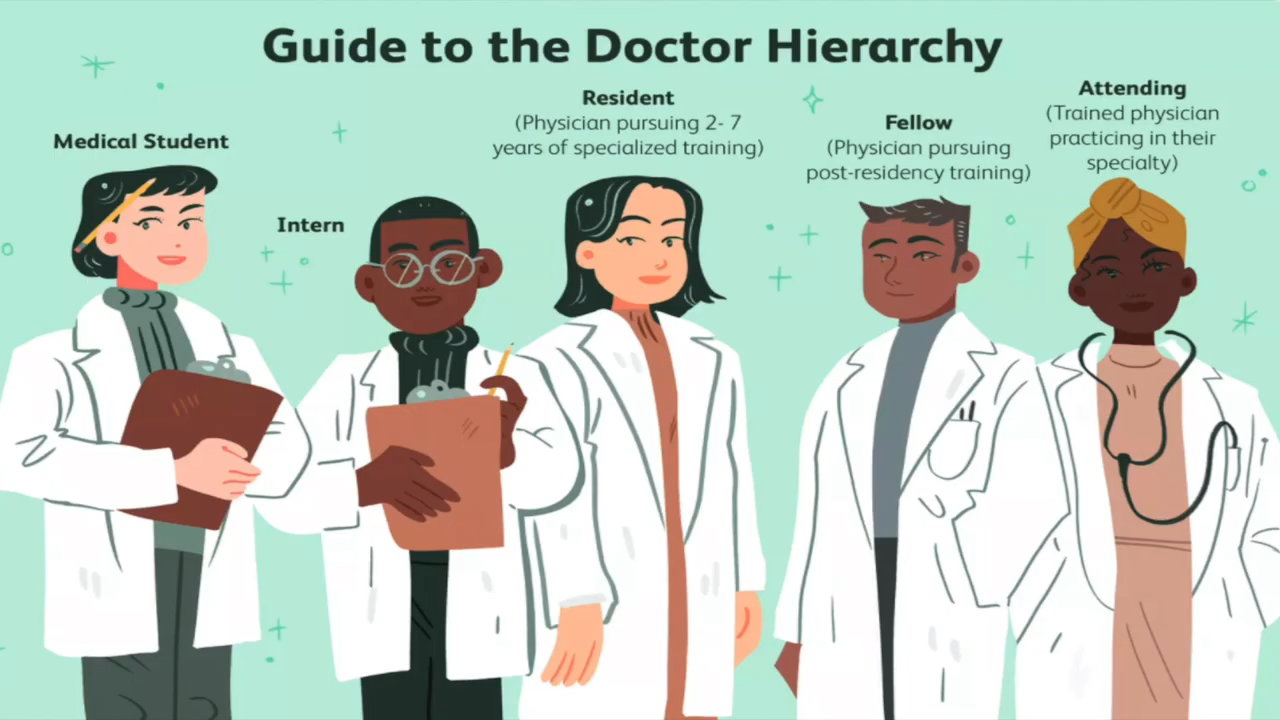 Guide to the Doctor Hierarchy
Medical Student
Intern
Resident
(Physician pursuing 2- 7
years of specialized training)
Fellow
(Physician pursuing
post-residency training)
Attending
(Trained physician
practicing in their
specialty)